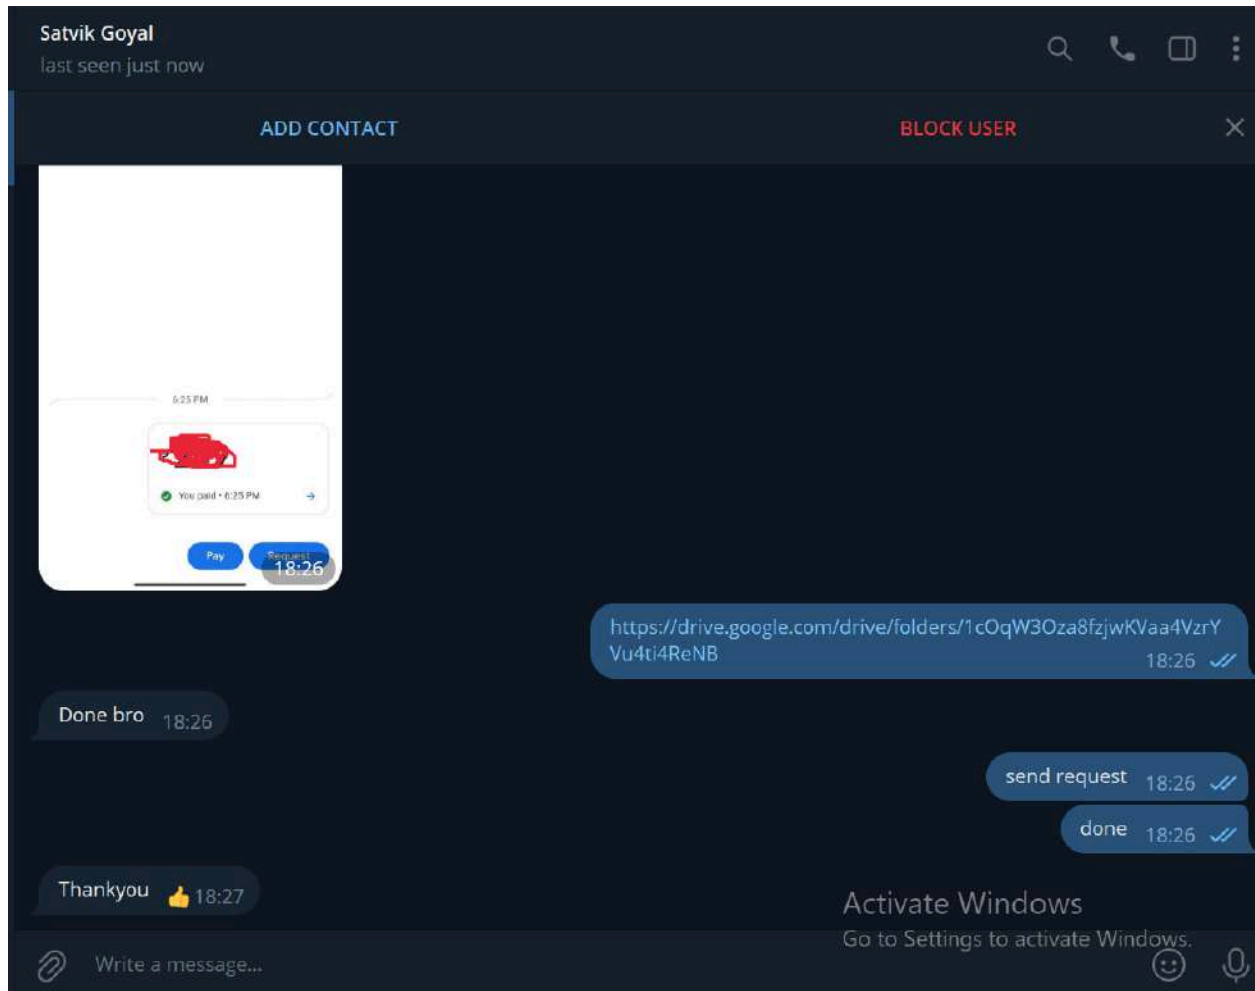 Satvik Goyal
last seen just now
ADD CONTACT
BLOCK USER
6:25 PM
You paid • 6:25 PM
Pay
Request
18:26
https://drive.google.com/drive/folders/1cOqW3Oza8fzjwKVaa4VzrY
Vu4ti4ReNB
18:26
Done bro 18:26
send request 18:26
done 18:26
Thankyou 👍 18:27
Activate Windows
Go to Settings to activate Windows.
Write a message...